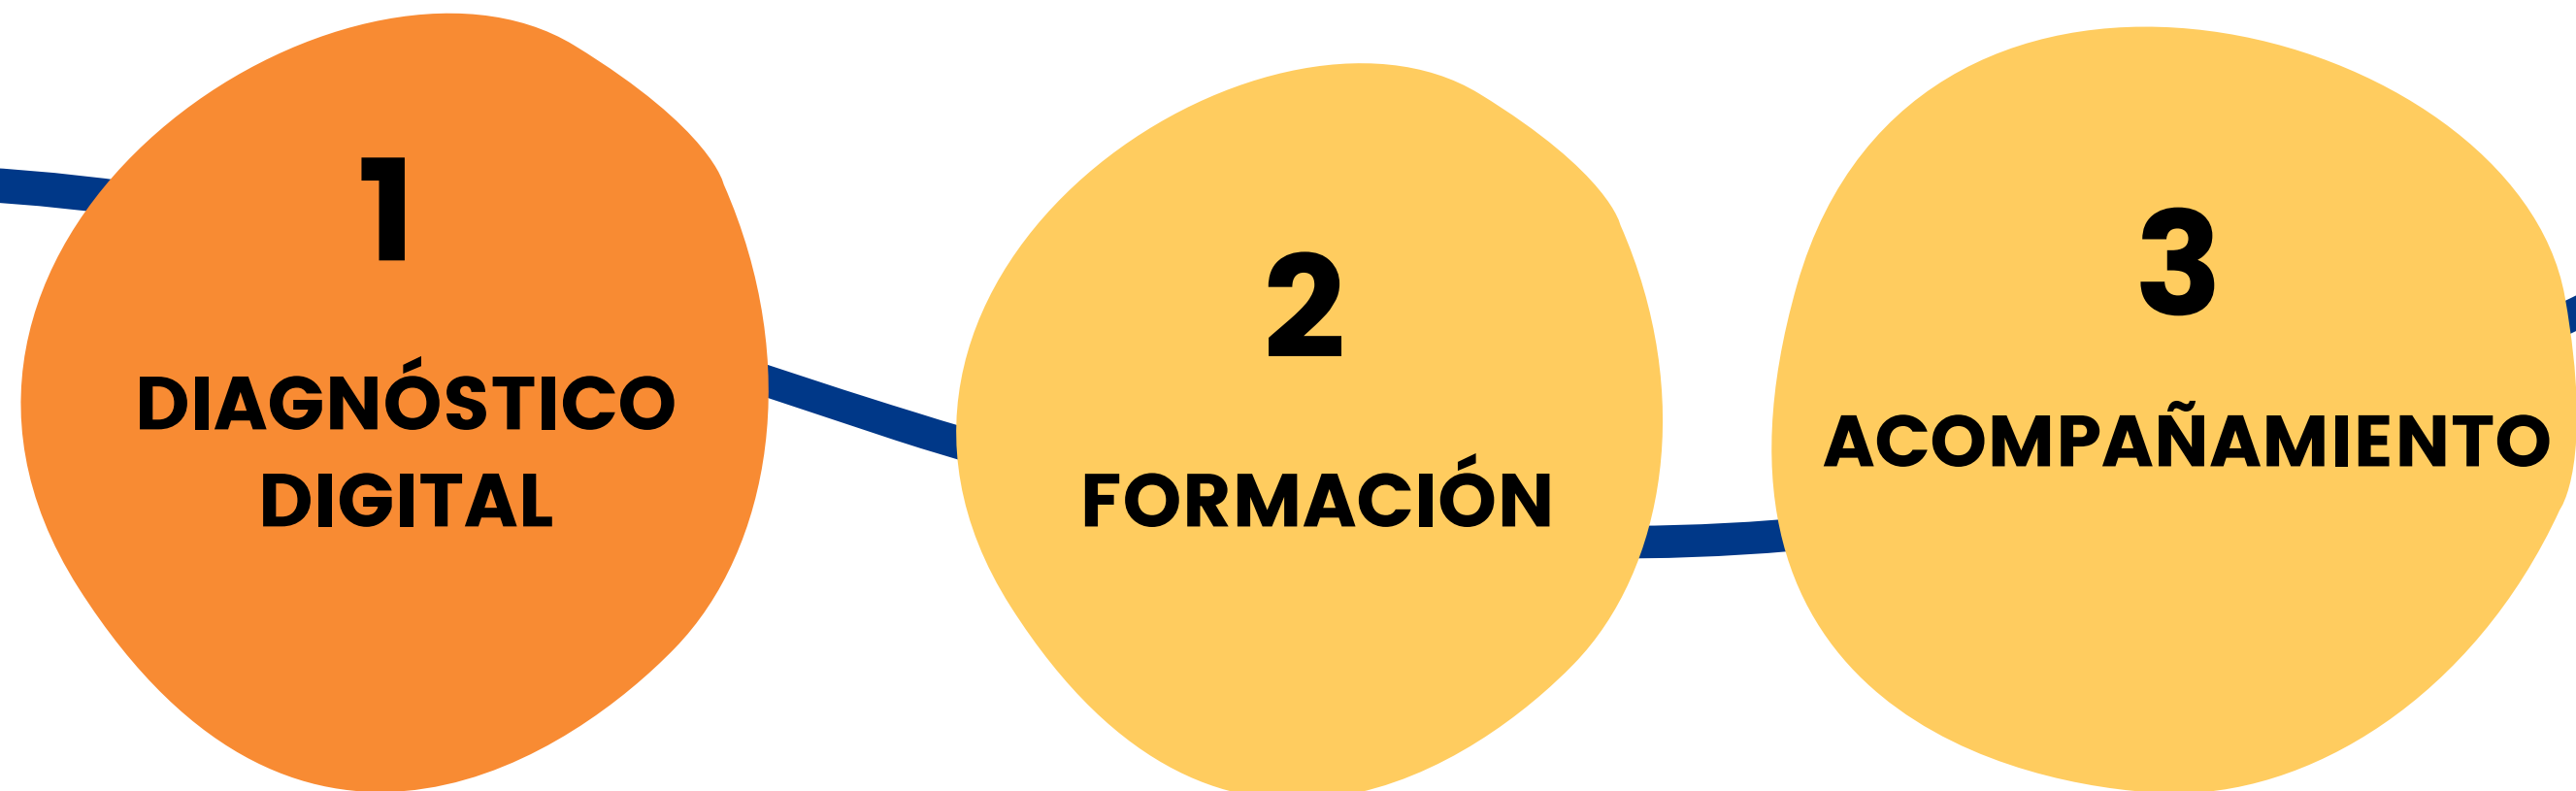 1
DIAGNÓSTICO
DIGITAL
2
FORMACIÓN
3
ACOMPAÑAMIENTO